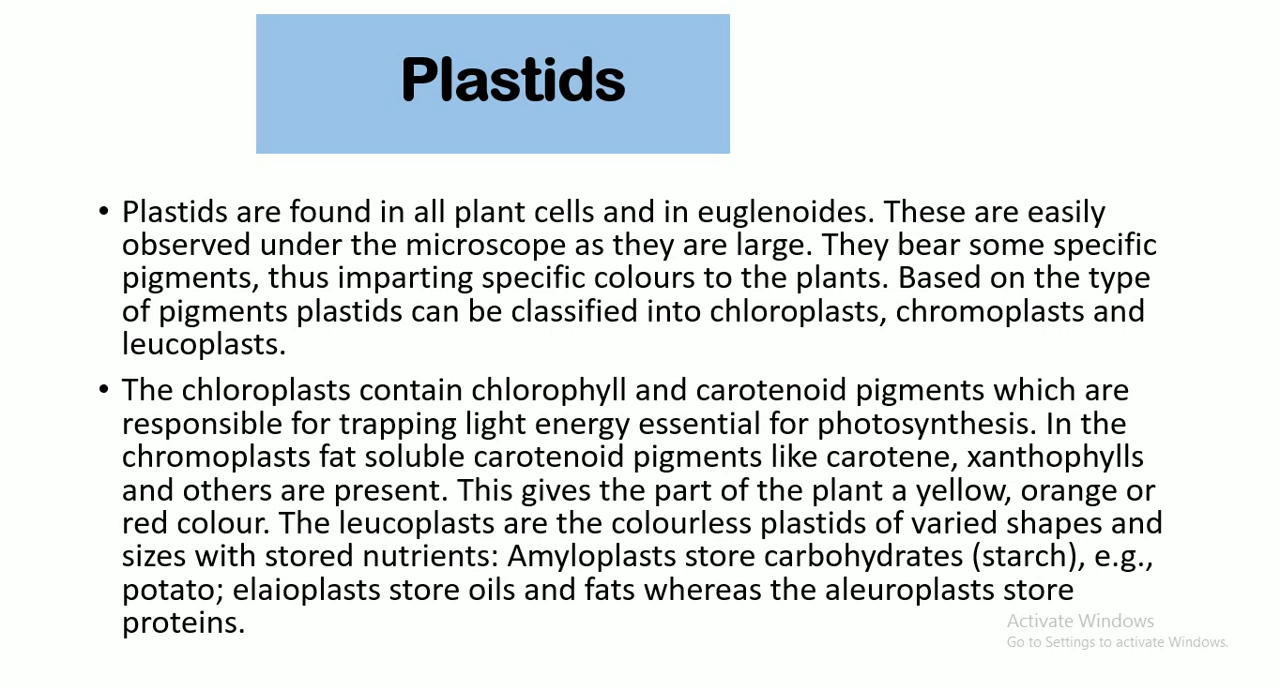 Plastids
• Plastids are found in all plant cells and in euglenoides. These are easily
observed under the microscope as they are large. They bear some specific
pigments, thus imparting specific colours to the plants. Based on the type
of pigments plastids can be classified into chloroplasts, chromoplasts and
leucoplasts.
• The chloroplasts contain chlorophyll and carotenoid pigments which are
responsible for trapping light energy essential for photosynthesis. In the
chromoplasts fat soluble carotenoid pigments like carotene, xanthophylls
and others are present. This gives the part of the plant a yellow, orange or
red colour. The leucoplasts are the colourless plastids of varied shapes and
sizes with stored nutrients: Amyloplasts store carbohydrates (starch), e.g.,
potato; elaioplasts store oils and fats whereas the aleuroplasts store
proteins.
Activate Windows
Go to Settings to activate Windows.